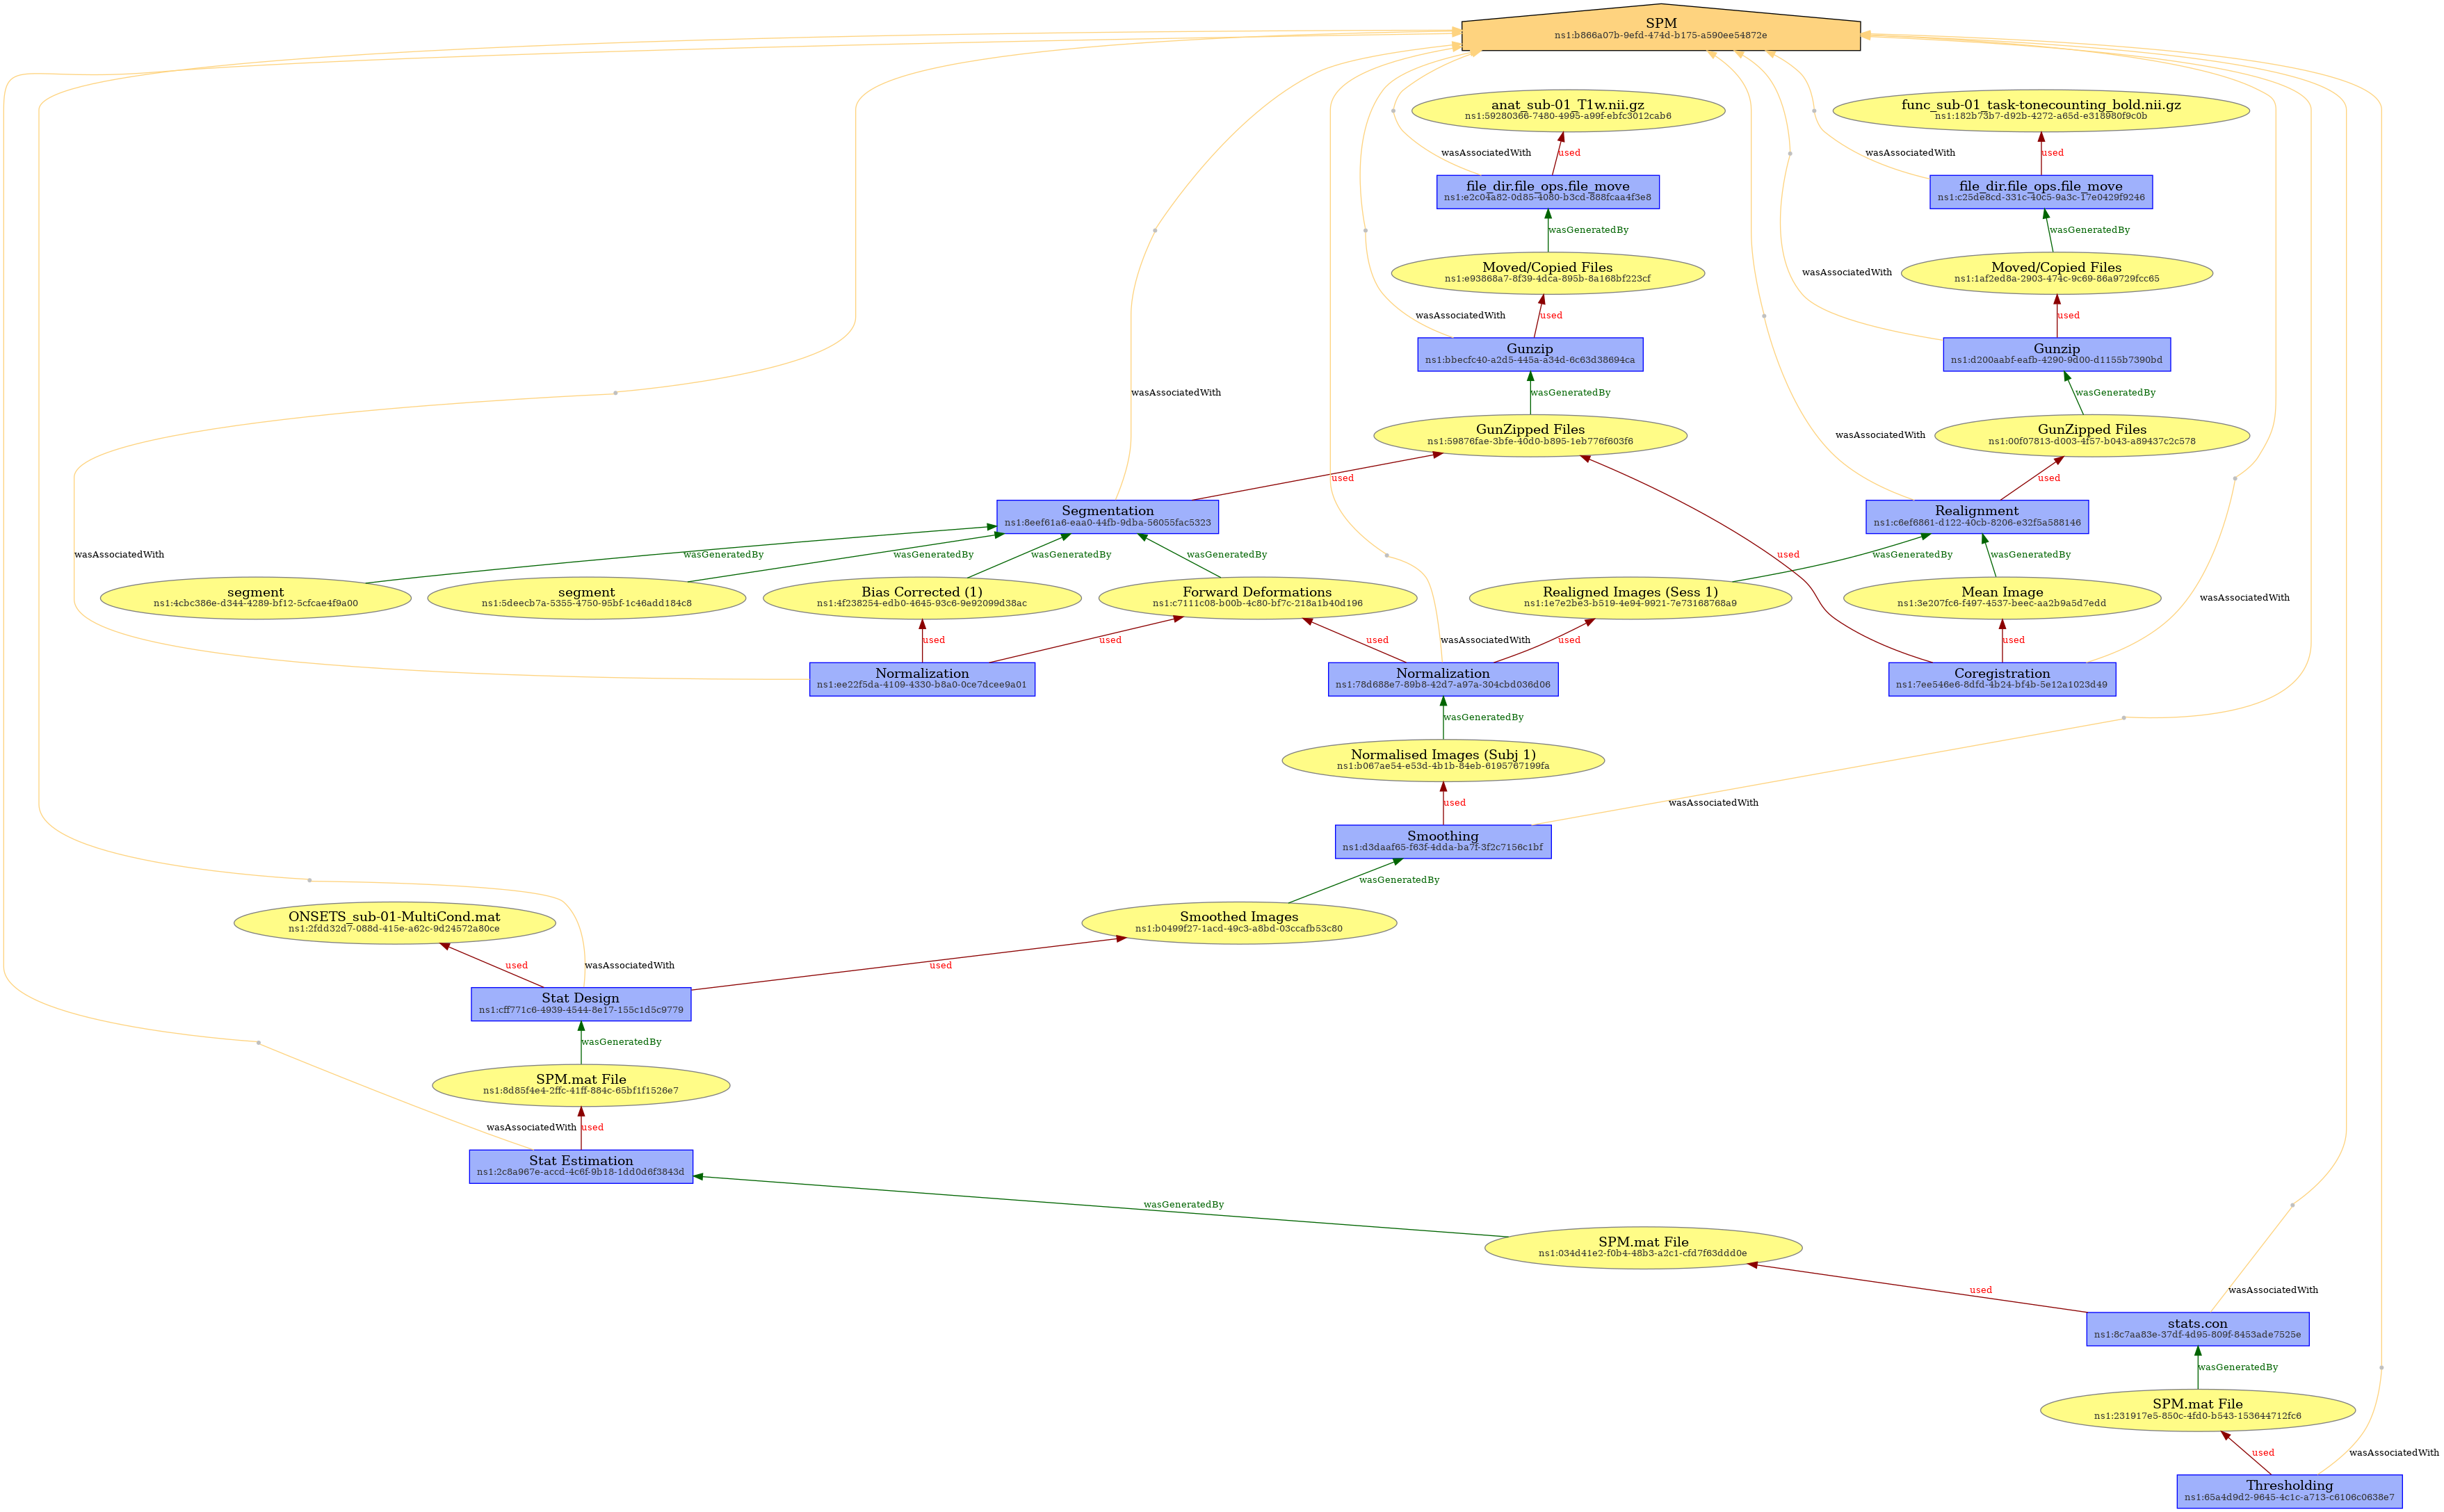 SPM
ns1:b866a07b-9efd-474d-b175-a590ee54872e
anat_sub-01_T1w.nii.gz
ns1:59280366-7480-4995-a99f-ebfc3012cab6
func_sub-01_task-tonecounting_bold.nii.gz
ns1:182b73b7-d92b-4272-a65d-e318980f9c0b
wasAssociatedWith
used
wasAssociatedWith
used
file_dir.file_ops.file_move
ns1:e2c04a82-0d85-4080-b3cd-888fcaa4f3e8
file_dir.file_ops.file_move
ns1:c25de8cd-331c-40c5-9a3c-17e0429f9246
wasGeneratedBy
wasGeneratedBy
Moved/Copied Files
ns1:e93868a7-8f39-4dca-895b-8a168bf223cf
wasAssociatedWith
Moved/Copied Files
ns1:1af2ed8a-2903-474c-9c69-86a9729fcc65
wasAssociatedWith
used
used
Gunzip
ns1:bbecfc40-a2d5-445a-a34d-6c63d38694ca
Gunzip
ns1:d200aabf-eafb-4290-9d00-d1155b7390bd
wasAssociatedWith
wasGeneratedBy
wasGeneratedBy
GunZipped Files
ns1:59876fae-3bfe-40d0-b895-1eb776f603f6
wasAssociatedWith
GunZipped Files
ns1:00f07813-d003-4f57-b043-a89437c2c578
used
used
Segmentation
ns1:8eef61a6-eaa0-44fb-9dba-56055fac5323
Realignment
ns1:c6ef6861-d122-40cb-8206-e32f5a588146
wasAssociatedWith
wasGeneratedBy
wasGeneratedBy
wasGeneratedBy
wasGeneratedBy
used
wasGeneratedBy
wasGeneratedBy
segment
ns1:4cbc386e-d344-4289-bf12-5cfcae4f9a00
segment
ns1:5deecb7a-5355-4750-95bf-1c46add184c8
Bias Corrected (1)
ns1:4f238254-edb0-4645-93c6-9e92099d38ac
Forward Deformations
ns1:c7111c08-b00b-4c80-bf7c-218a1b40d196
Realigned Images (Sess 1)
ns1:1e7e2be3-b519-4e94-9921-7e73168768a9
Mean Image
ns1:3e207fc6-f497-4537-beec-aa2b9a5d7edd
wasAssociatedWith
used
used
used
wasAssociatedWith
used
used
Normalization
ns1:ee22f5da-4109-4330-b8a0-0ce7dcee9a01
Normalization
ns1:78d688e7-89b8-42d7-a97a-304cbd036d06
Coregistration
ns1:7ee546e6-8dfd-4b24-bf4b-5e12a1023d49
wasGeneratedBy
Normalised Images (Subj 1)
ns1:b067ae54-e53d-4b1b-84eb-6195767199fa
used
wasAssociatedWith
Smoothing
ns1:d3daaf65-f63f-4dda-ba7f-3f2c7156c1bf
wasGeneratedBy
ONSETS_sub-01-MultiCond.mat
ns1:2fdd32d7-088d-415e-a62c-9d24572a80ce
Smoothed Images
ns1:b0499f27-1acd-49c3-a8bd-03ccafb53c80
used
wasAssociatedWith
used
Stat Design
ns1:cff771c6-4939-4544-8e17-155c1d5c9779
wasGeneratedBy
SPM.mat File
ns1:8d85f4e4-2ffc-41ff-884c-65bf1f1526e7
wasAssociatedWith
used
Stat Estimation
ns1:2c8a967e-accd-4c6f-9b18-1dd0d6f3843d
wasGeneratedBy
SPM.mat File
ns1:034d41e2-f0b4-48b3-a2c1-cfd7f63ddd0e
used
wasAssociatedWith
stats.con
ns1:8c7aa83e-37df-4d95-809f-8453ade7525e
wasGeneratedBy
SPM.mat File
ns1:231917e5-850c-4fd0-b543-153644712fc6
used
wasAssociatedWith
Thresholding
ns1:65a4d9d2-9645-4c1c-a713-c6106c0638e7